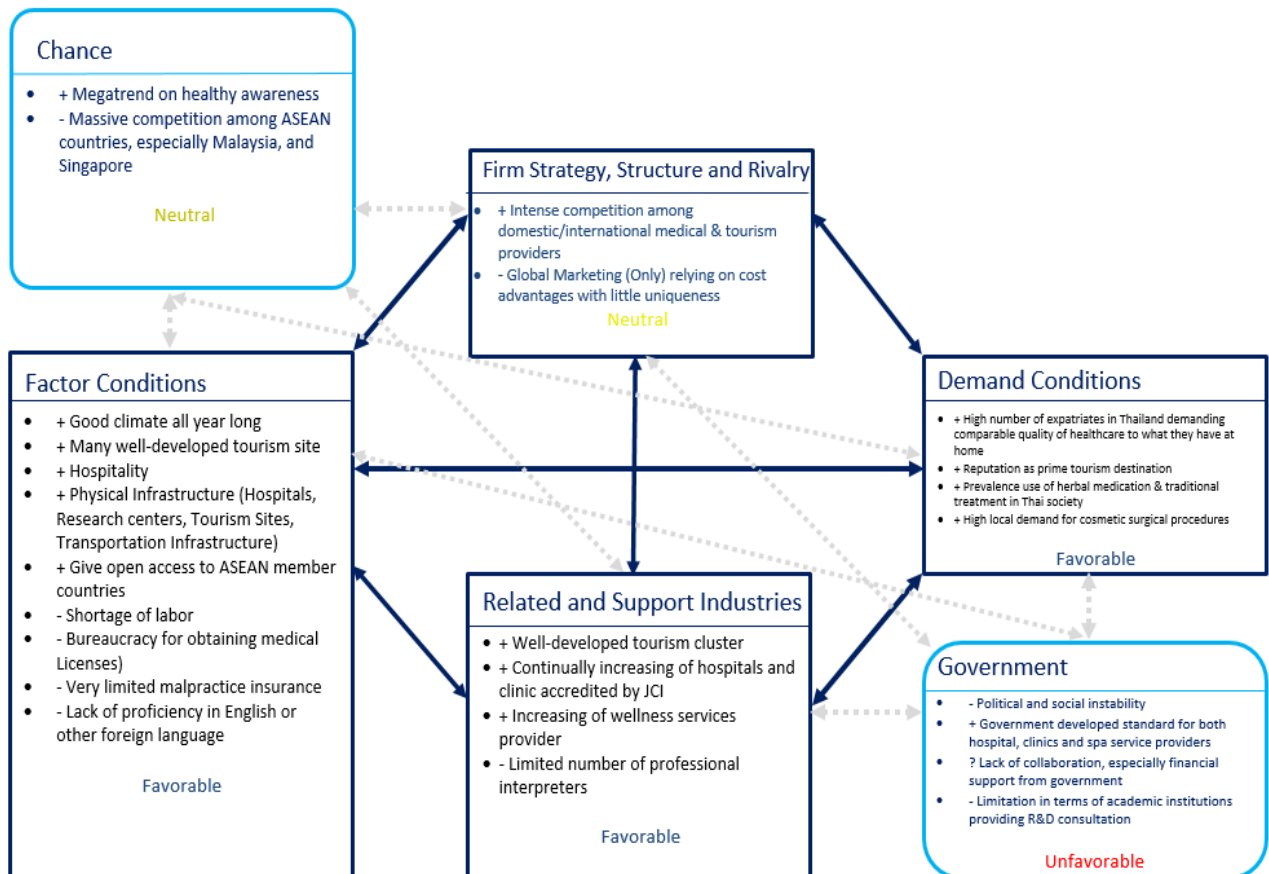 Chance
• + Megatrend on healthy awareness
• - Massive competition among ASEAN
countries, especially Malaysia, and
Singapore
Neutral
Firm Strategy, Structure and Rivalry
• + Intense competition among
domestic/international medical & tourism
providers
• - Global Marketing (Only) relying on cost
advantages with little uniqueness
Neutral
Factor Conditions
• + Good climate all year long
• + Many well-developed tourism site
• + Hospitality
• + Physical Infrastructure (Hospitals,
Research centers, Tourism Sites,
Transportation Infrastructure)
• + Give open access to ASEAN member
countries
• - Shortage of labor
• - Bureaucracy for obtaining medical
Licenses)
• - Very limited malpractice insurance
• - Lack of proficiency in English or
other foreign language
Favorable
Demand Conditions
• + High number of expatriates in Thailand demanding
comparable quality of healthcare to what they have at
home
• + Reputation as prime tourism destination
• + Prevalence use of herbal medication & traditional
treatment in Thai society
• + High local demand for cosmetic surgical procedures
Favorable
Related and Support Industries
• + Well-developed tourism cluster
• + Continually increasing of hospitals and
clinic accredited by JCI
• + Increasing of wellness services
provider
• - Limited number of professional
interpreters
Favorable
Government
• - Political and social instability
• + Government developed standard for both
hospital, clinics and spa service providers
• ? Lack of collaboration, especially financial
support from government
• - Limitation in terms of academic institutions
providing R&D consultation
Unfavorable